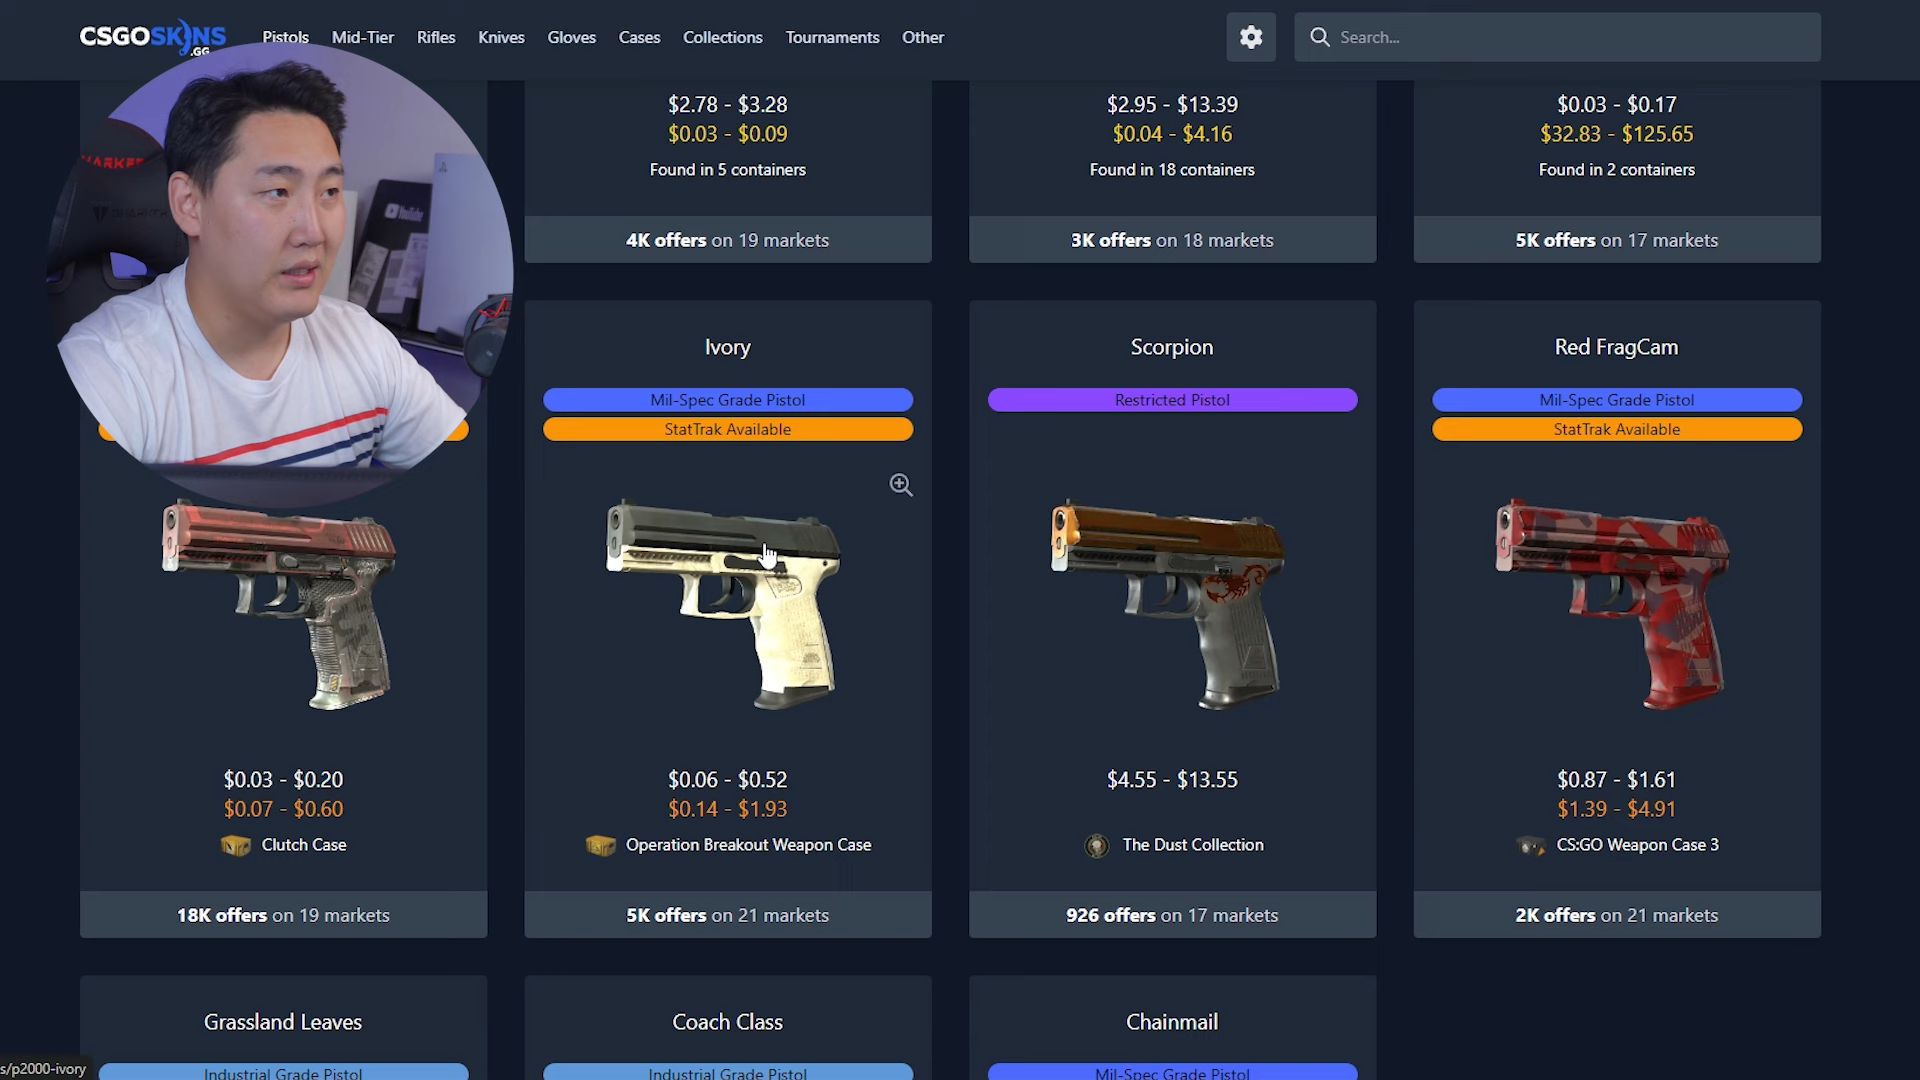 CSGOSKINS
.GG
Pistols
Mid-Tier
Rifles
Knives
Gloves
Cases
Collections
Tournaments
Other
Search...
$2.78 - $3.28
$0.03 - $0.09
Found in 5 containers
4K offers on 19 markets
$2.95 - $13.39
$0.04 - $4.16
Found in 18 containers
3K offers on 18 markets
$0.03 - $0.17
$32.83 - $125.65
Found in 2 containers
5K offers on 17 markets
YouTube
$0.03 - $0.20
$0.07 - $0.60
Clutch Case
18K offers on 19 markets
Ivory
Mil-Spec Grade Pistol
StatTrak Available
$0.06 - $0.52
$0.14 - $1.93
Operation Breakout Weapon Case
5K offers on 21 markets
Scorpion
Restricted Pistol
$4.55 - $13.55
The Dust Collection
926 offers on 17 markets
Red FragCam
Mil-Spec Grade Pistol
StatTrak Available
$0.87 - $1.61
$1.39 - $4.91
CS:GO Weapon Case 3
2K offers on 21 markets
Grassland Leaves
Industrial Grade Pistol
Coach Class
Industrial Grade Pistol
Chainmail
Mil-Spec Grade Pistol
s/p2000-ivory